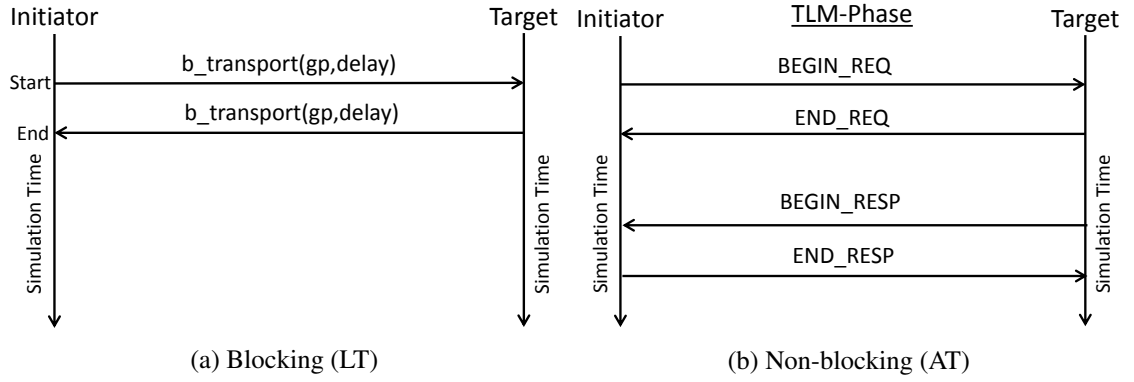 Initiator
Target
b_transport(gp,delay)
Start
b_transport(gp,delay)
End
Simulation Time
Simulation Time
(a) Blocking (LT)
Initiator
TLM-Phase
Target
BEGIN_REQ
END_REQ
BEGIN_RESP
END_RESP
Simulation Time
Simulation Time
(b) Non-blocking (AT)